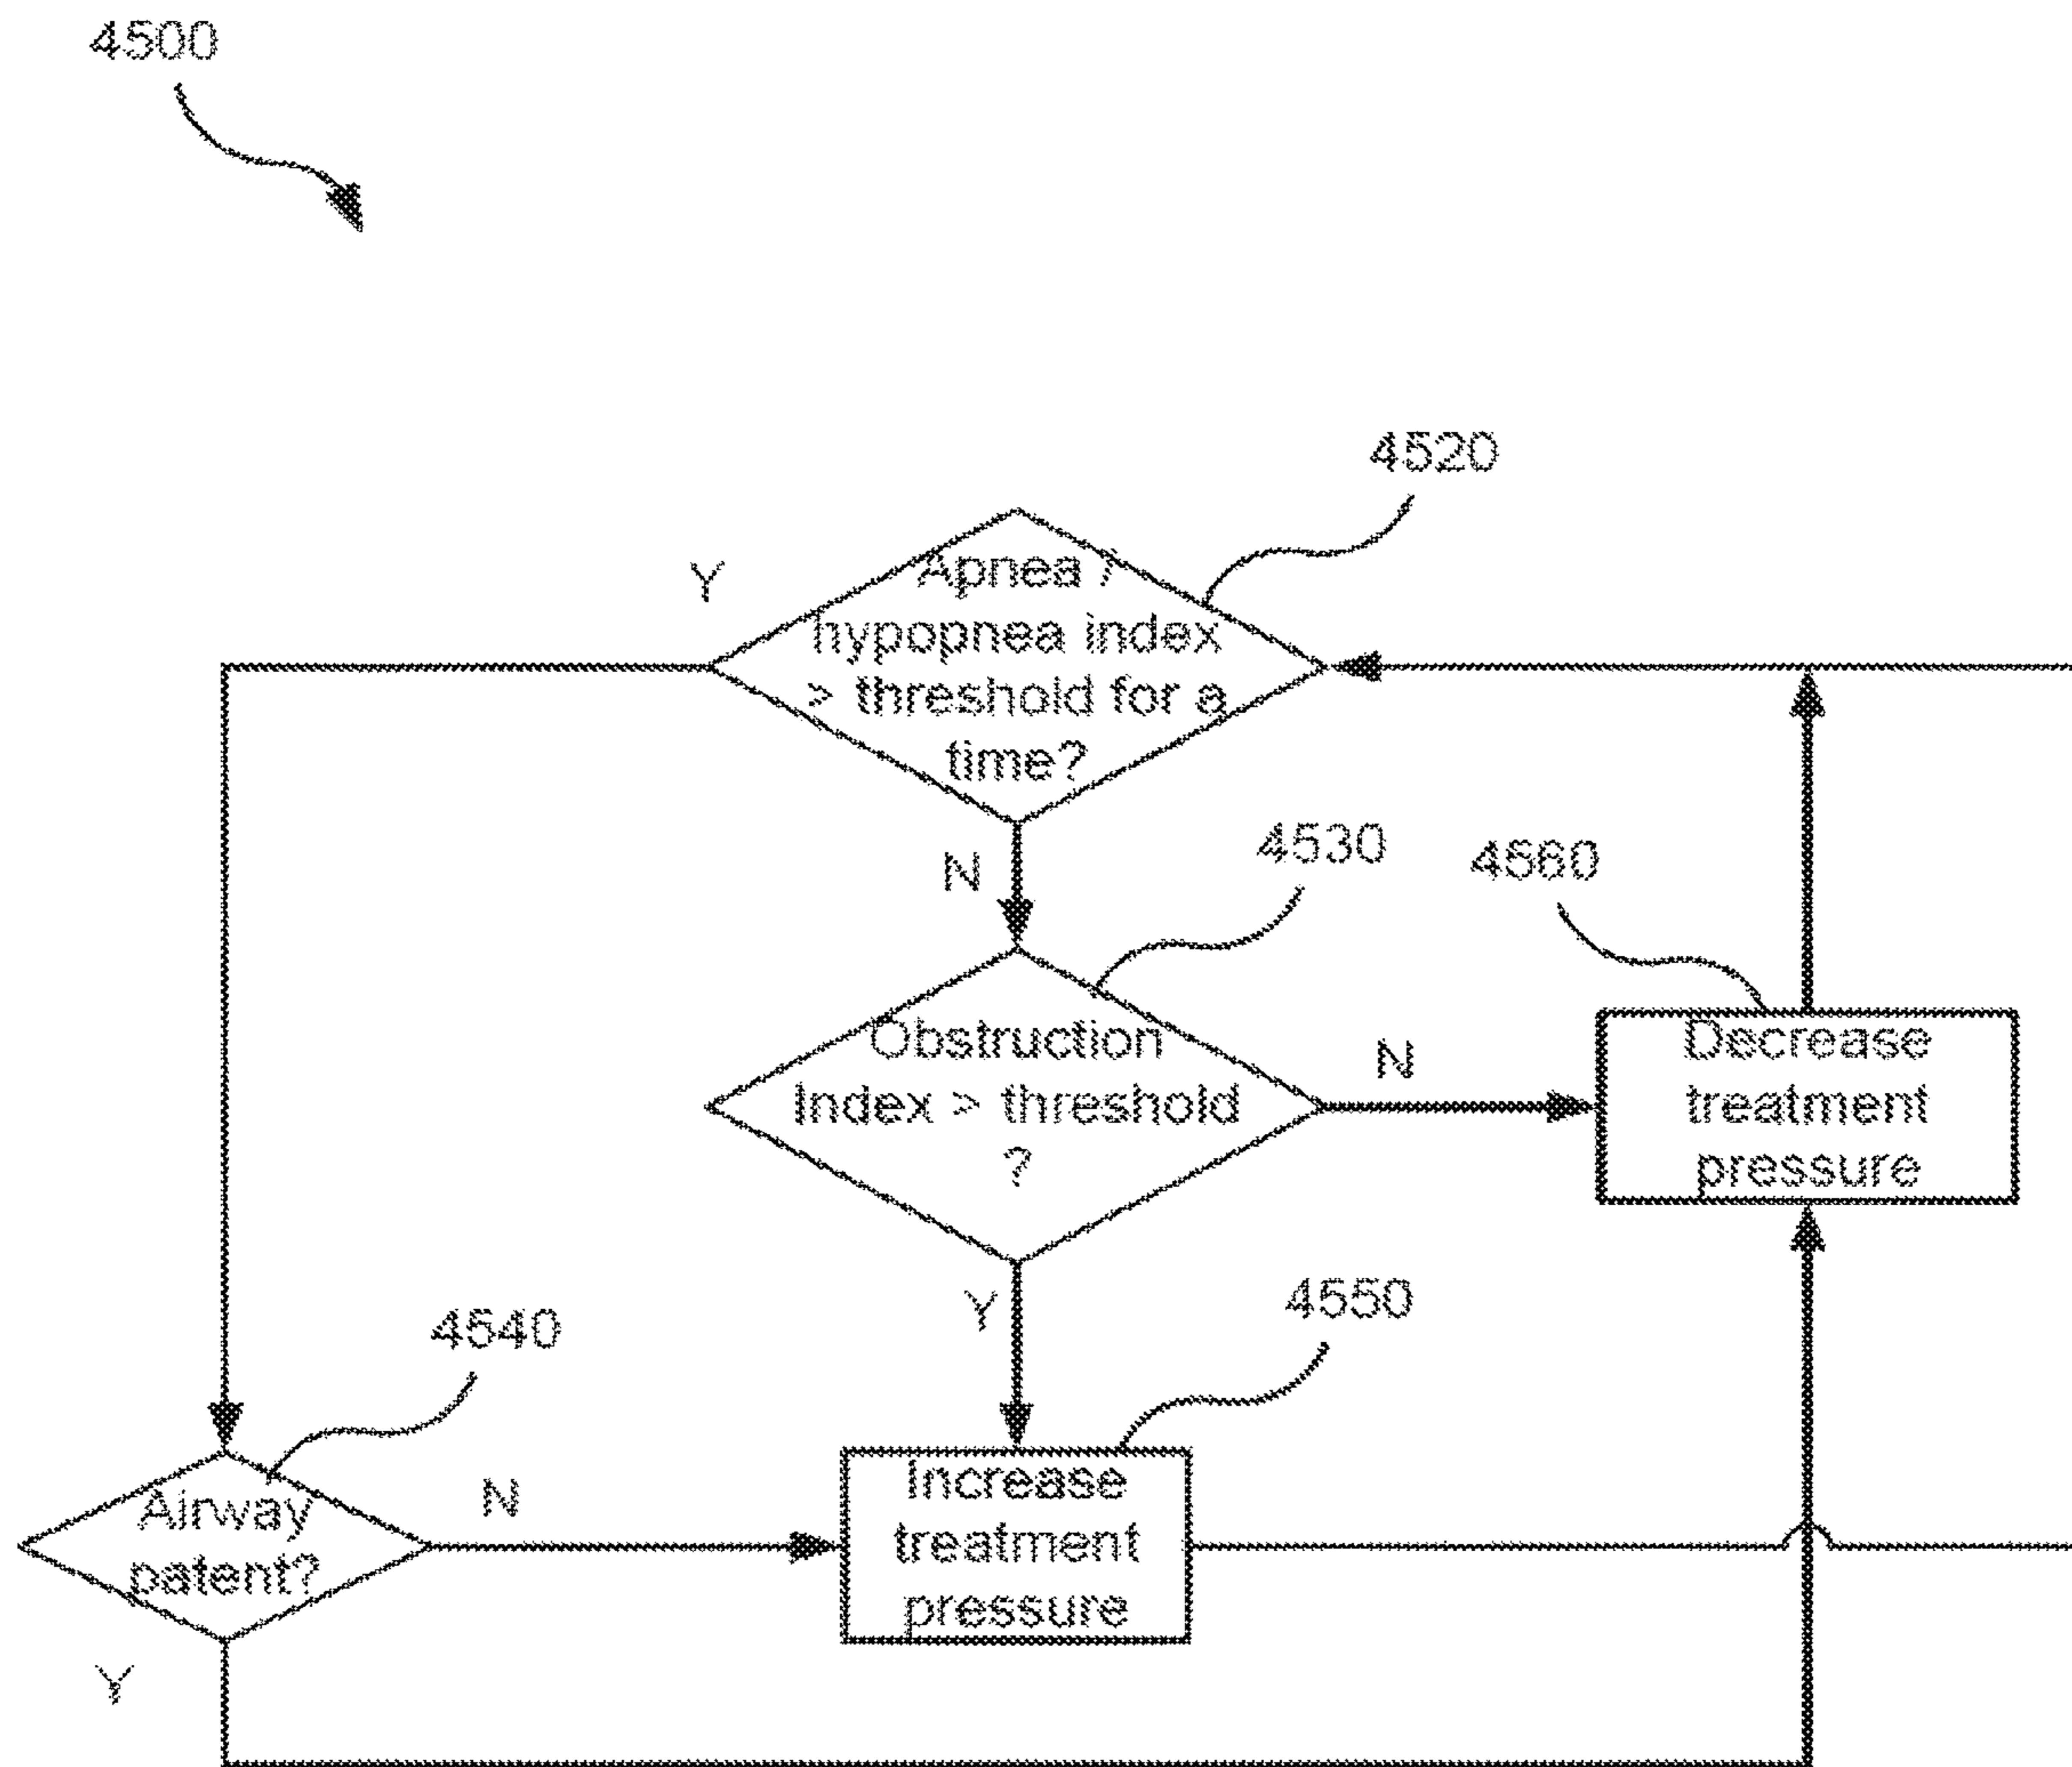 4500
4520
Y
Apnea /
hypopnea index
> threshold for a
time?
N
4530
4560
Obstruction
Index > threshold
?
N
Decrease
treatment
pressure
Y
4550
4540
Airway
patent?
N
Increase
treatment
pressure
Y